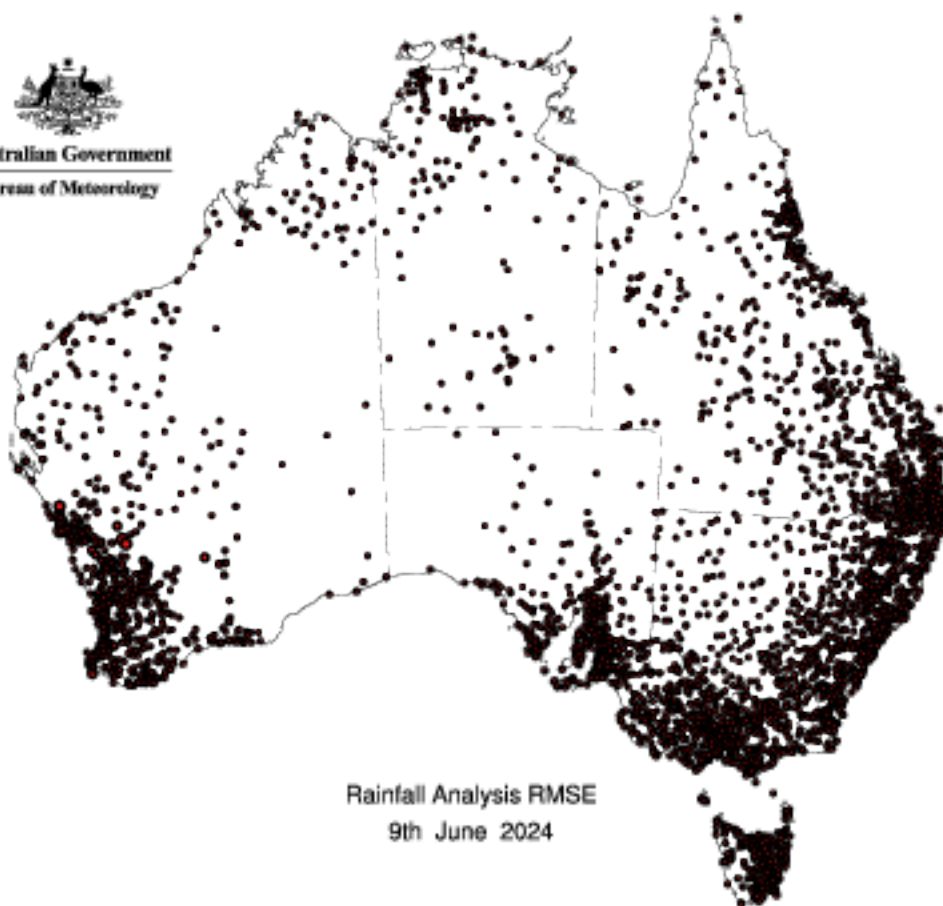 tralian Government
reau of Meteorology
Rainfall Analysis RMSE
9th June 2024